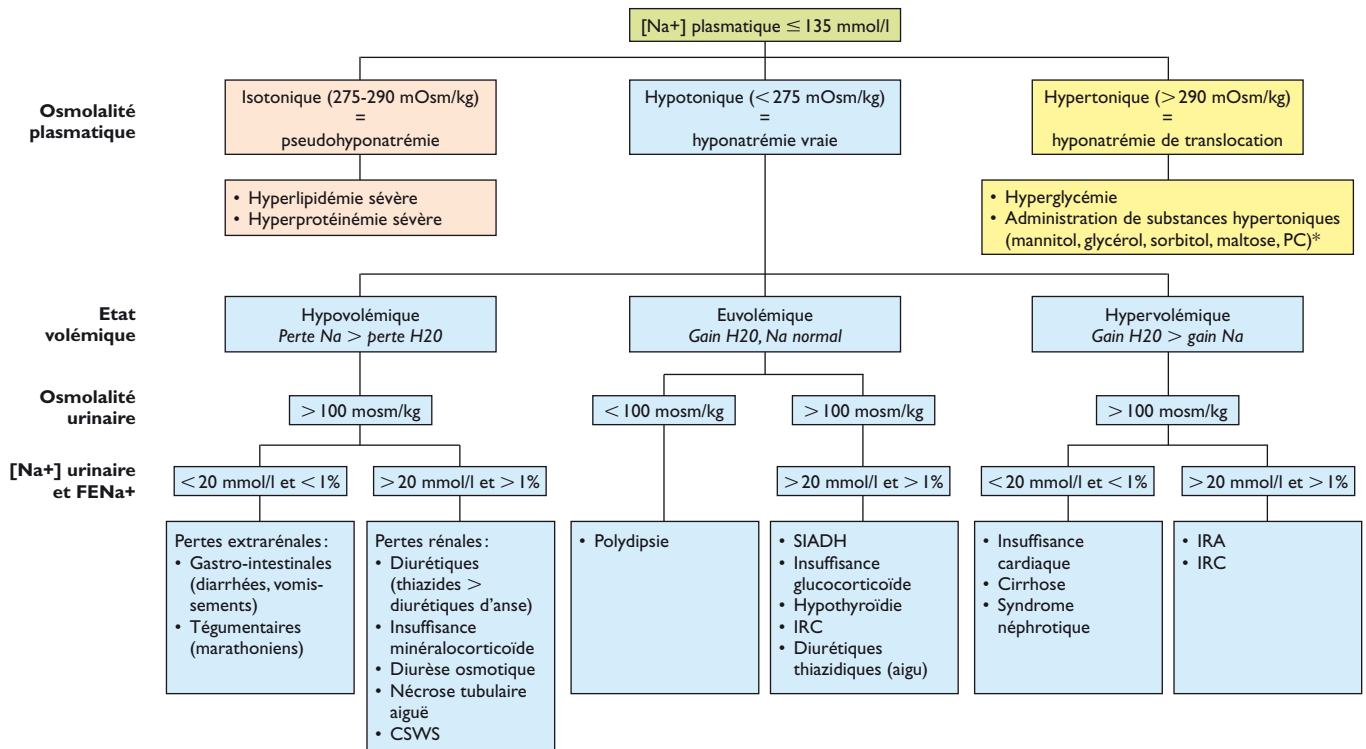 [Na+] plasmatique ≤ 135 mmol/l
Osmolalité
plasmatique
Isotonique (275-290 mOsm/kg)
=
pseudohyponatrémie
Hypotonique (< 275 mOsm/kg)
=
hyponatrémie vraie
Hypertonique (> 290 mOsm/kg)
=
hyponatrémie de translocation
• Hyperlipidémie sévère
• Hyperprotéinémie sévère
• Hyperglycémie
• Administration de substances hypertoniques
(mannitol, glycérol, sorbitol, maltose, PC)*
Etat
volémique
Hypovolémique
Perte Na > perte H20
Euvolémique
Gain H20, Na normal
Hypervolémique
Gain H20 > gain Na
Osmolalité
urinaire
> 100 mosm/kg
< 100 mosm/kg
> 100 mosm/kg
> 100 mosm/kg
[Na+] urinaire
et FENa+
< 20 mmol/l et < 1%
> 20 mmol/l et > 1%
> 20 mmol/l et > 1%
< 20 mmol/l et < 1%
> 20 mmol/l et > 1%
Pertes extrarénales :
• Gastro-intestinales
(diarrhées, vomis-
sements)
• Tégumentaires
(marathoniens)
Pertes rénales :
• Diurétiques
(thiazides >
diurétiques d'anse)
• Insuffisance
minéralocorticoïde
• Diurèse osmotique
• Nécrose tubulaire
aiguë
• CSWS
• Polydipsie
• SIADH
• Insuffisance
glucocorticoïde
• Hypothyroïdie
• IRC
• Diurétiques
thiazidiques (aigu)
• Insuffisance
cardiaque
• Cirrhose
• Syndrome
néphrotique
• IRA
• IRC